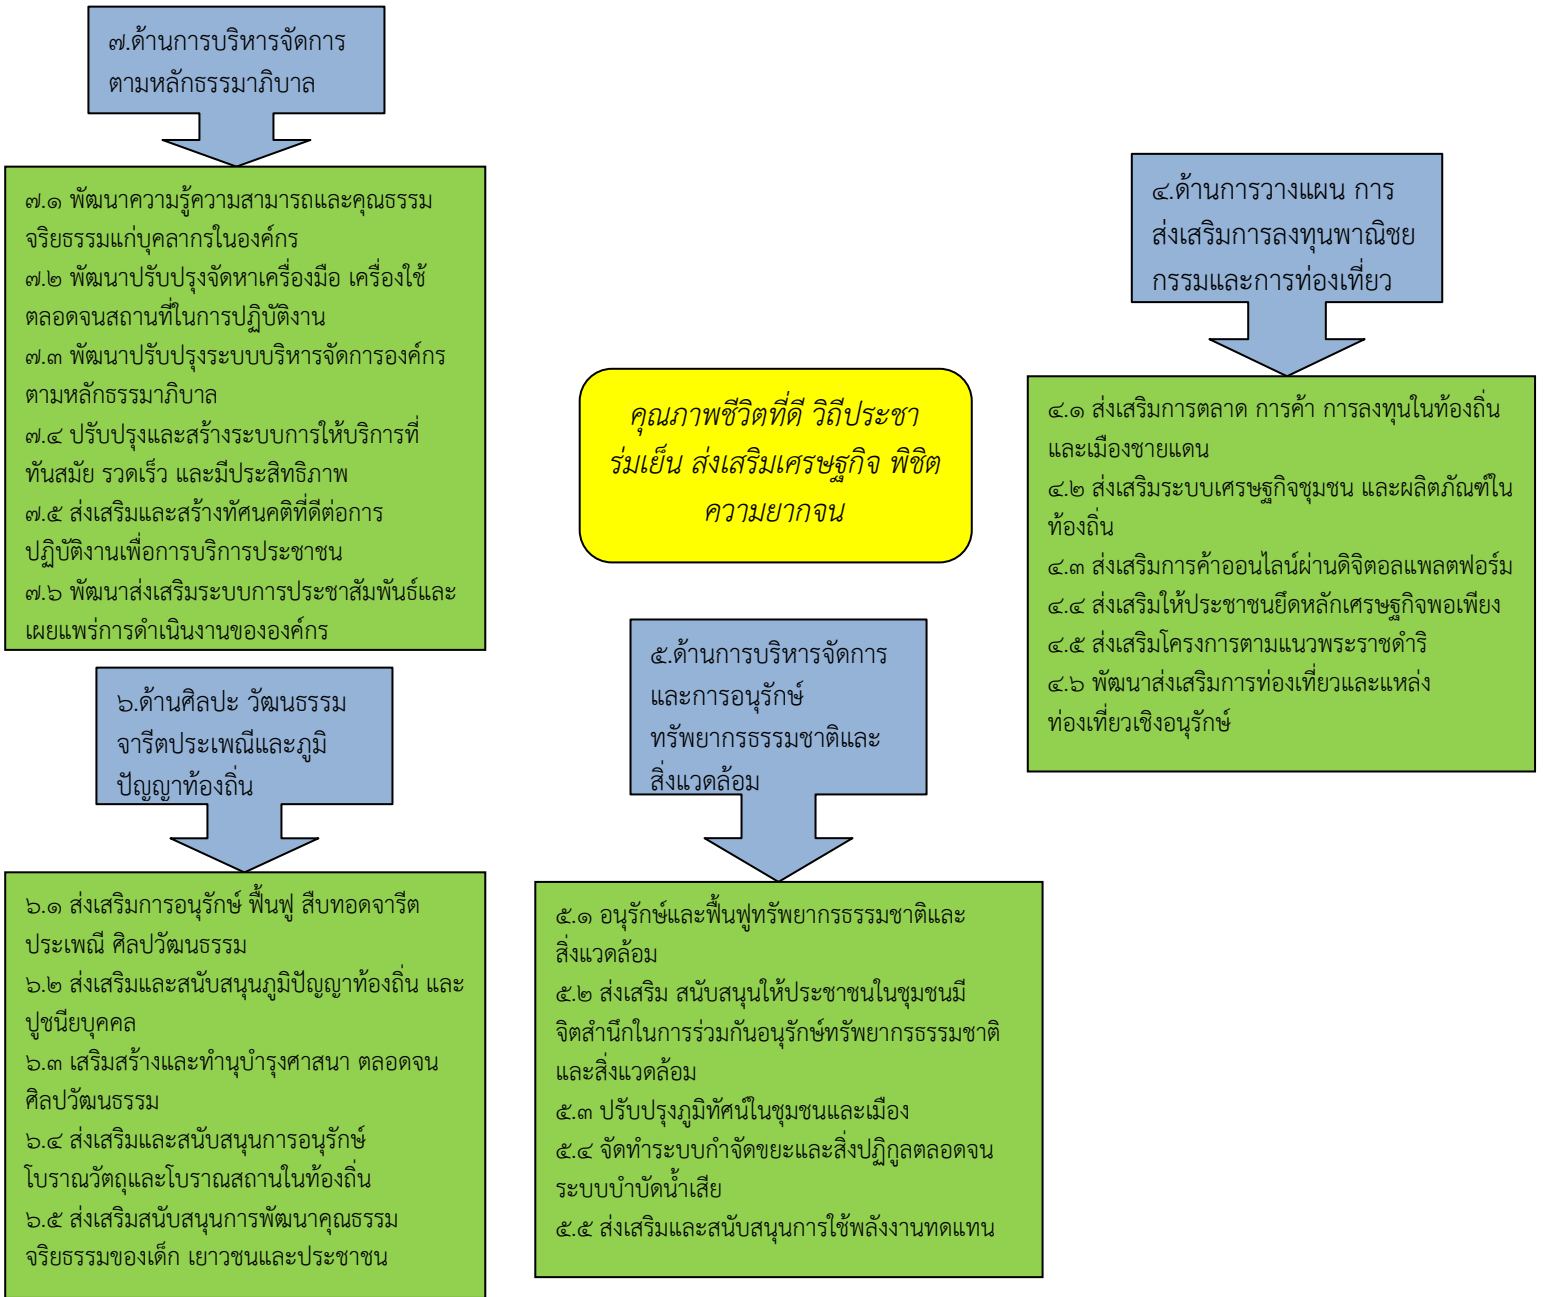 ๗.ด้านการบริหารจัดการ
ตามหลักธรรมาภิบาล
๗.๑ พัฒนาความรู้ความสามารถและคุณธรรม
จริยธรรมแก่บุคลากรในองค์กร
๗.๒ พัฒนาปรับปรุงจัดหาเครื่องมือ เครื่องใช้
ตลอดจนสถานที่ในการปฏิบัติงาน
๗.๓ พัฒนาปรับปรุงระบบบริหารจัดการองค์กร
ตามหลักธรรมาภิบาล
๗.๔ ปรับปรุงและสร้างระบบการให้บริการที่
ทันสมัย รวดเร็ว และมีประสิทธิภาพ
๗.๕ ส่งเสริมและสร้างทัศนคติที่ดีต่อการ
ปฏิบัติงานเพื่อการบริการประชาชน
๗.๖ พัฒนาส่งเสริมระบบการประชาสัมพันธ์และ
เผยแพร่การดำเนินงานขององค์กร
๔.ด้านการวางแผน การ
ส่งเสริมการลงทุนพาณิชย
กรรมและการท่องเที่ยว
๔.๑ ส่งเสริมการตลาด การค้า การลงทุนในท้องถิ่น
และเมืองชายแดน
๔.๒ ส่งเสริมระบบเศรษฐกิจชุมชน และผลิตภัณฑ์ใน
ท้องถิ่น
๔.๓ ส่งเสริมการค้าออนไลน์ผ่านดิจิตอลแพลตฟอร์ม
๔.๔ ส่งเสริมให้ประชาชนยึดหลักเศรษฐกิจพอเพียง
๔.๕ ส่งเสริมโครงการตามแนวพระราชดำริ
๔.๖ พัฒนาส่งเสริมการท่องเที่ยวและแหล่ง
ท่องเที่ยวเชิงอนุรักษ์
คุณภาพชีวิตที่ดี วิถีประชา
ร่มเย็น ส่งเสริมเศรษฐกิจ พิชิต
ความยากจน
๖.ด้านศิลปะ วัฒนธรรม
จารีตประเพณีและภูมิ
ปัญญาท้องถิ่น
๖.๑ ส่งเสริมการอนุรักษ์ ฟื้นฟู สืบทอดจารีต
ประเพณี ศิลปวัฒนธรรม
๖.๒ ส่งเสริมและสนับสนุนภูมิปัญญาท้องถิ่น และ
ปูชนียบุคคล
๖.๓ เสริมสร้างและทำนุบำรุงศาสนา ตลอดจน
ศิลปวัฒนธรรม
๖.๔ ส่งเสริมและสนับสนุนการอนุรักษ์
โบราณวัตถุและโบราณสถานในท้องถิ่น
๖.๕ ส่งเสริมสนับสนุนการพัฒนาคุณธรรม
จริยธรรมของเด็ก เยาวชนและประชาชน
๕.ด้านการบริหารจัดการ
และการอนุรักษ์
ทรัพยากรธรรมชาติและ
สิ่งแวดล้อม
๕.๑ อนุรักษ์และฟื้นฟูทรัพยากรธรรมชาติและ
สิ่งแวดล้อม
๕.๒ ส่งเสริม สนับสนุนให้ประชาชนในชุมชนมี
จิตสำนึกในการร่วมกันอนุรักษ์ทรัพยากรธรรมชาติ
และสิ่งแวดล้อม
๕.๓ ปรับปรุงภูมิทัศน์ในชุมชนและเมือง
๕.๔ จัดทำระบบกำจัดขยะและสิ่งปฏิกูลตลอดจน
ระบบบำบัดน้ำเสีย
๕.๕ ส่งเสริมและสนับสนุนการใช้พลังงานทดแทน